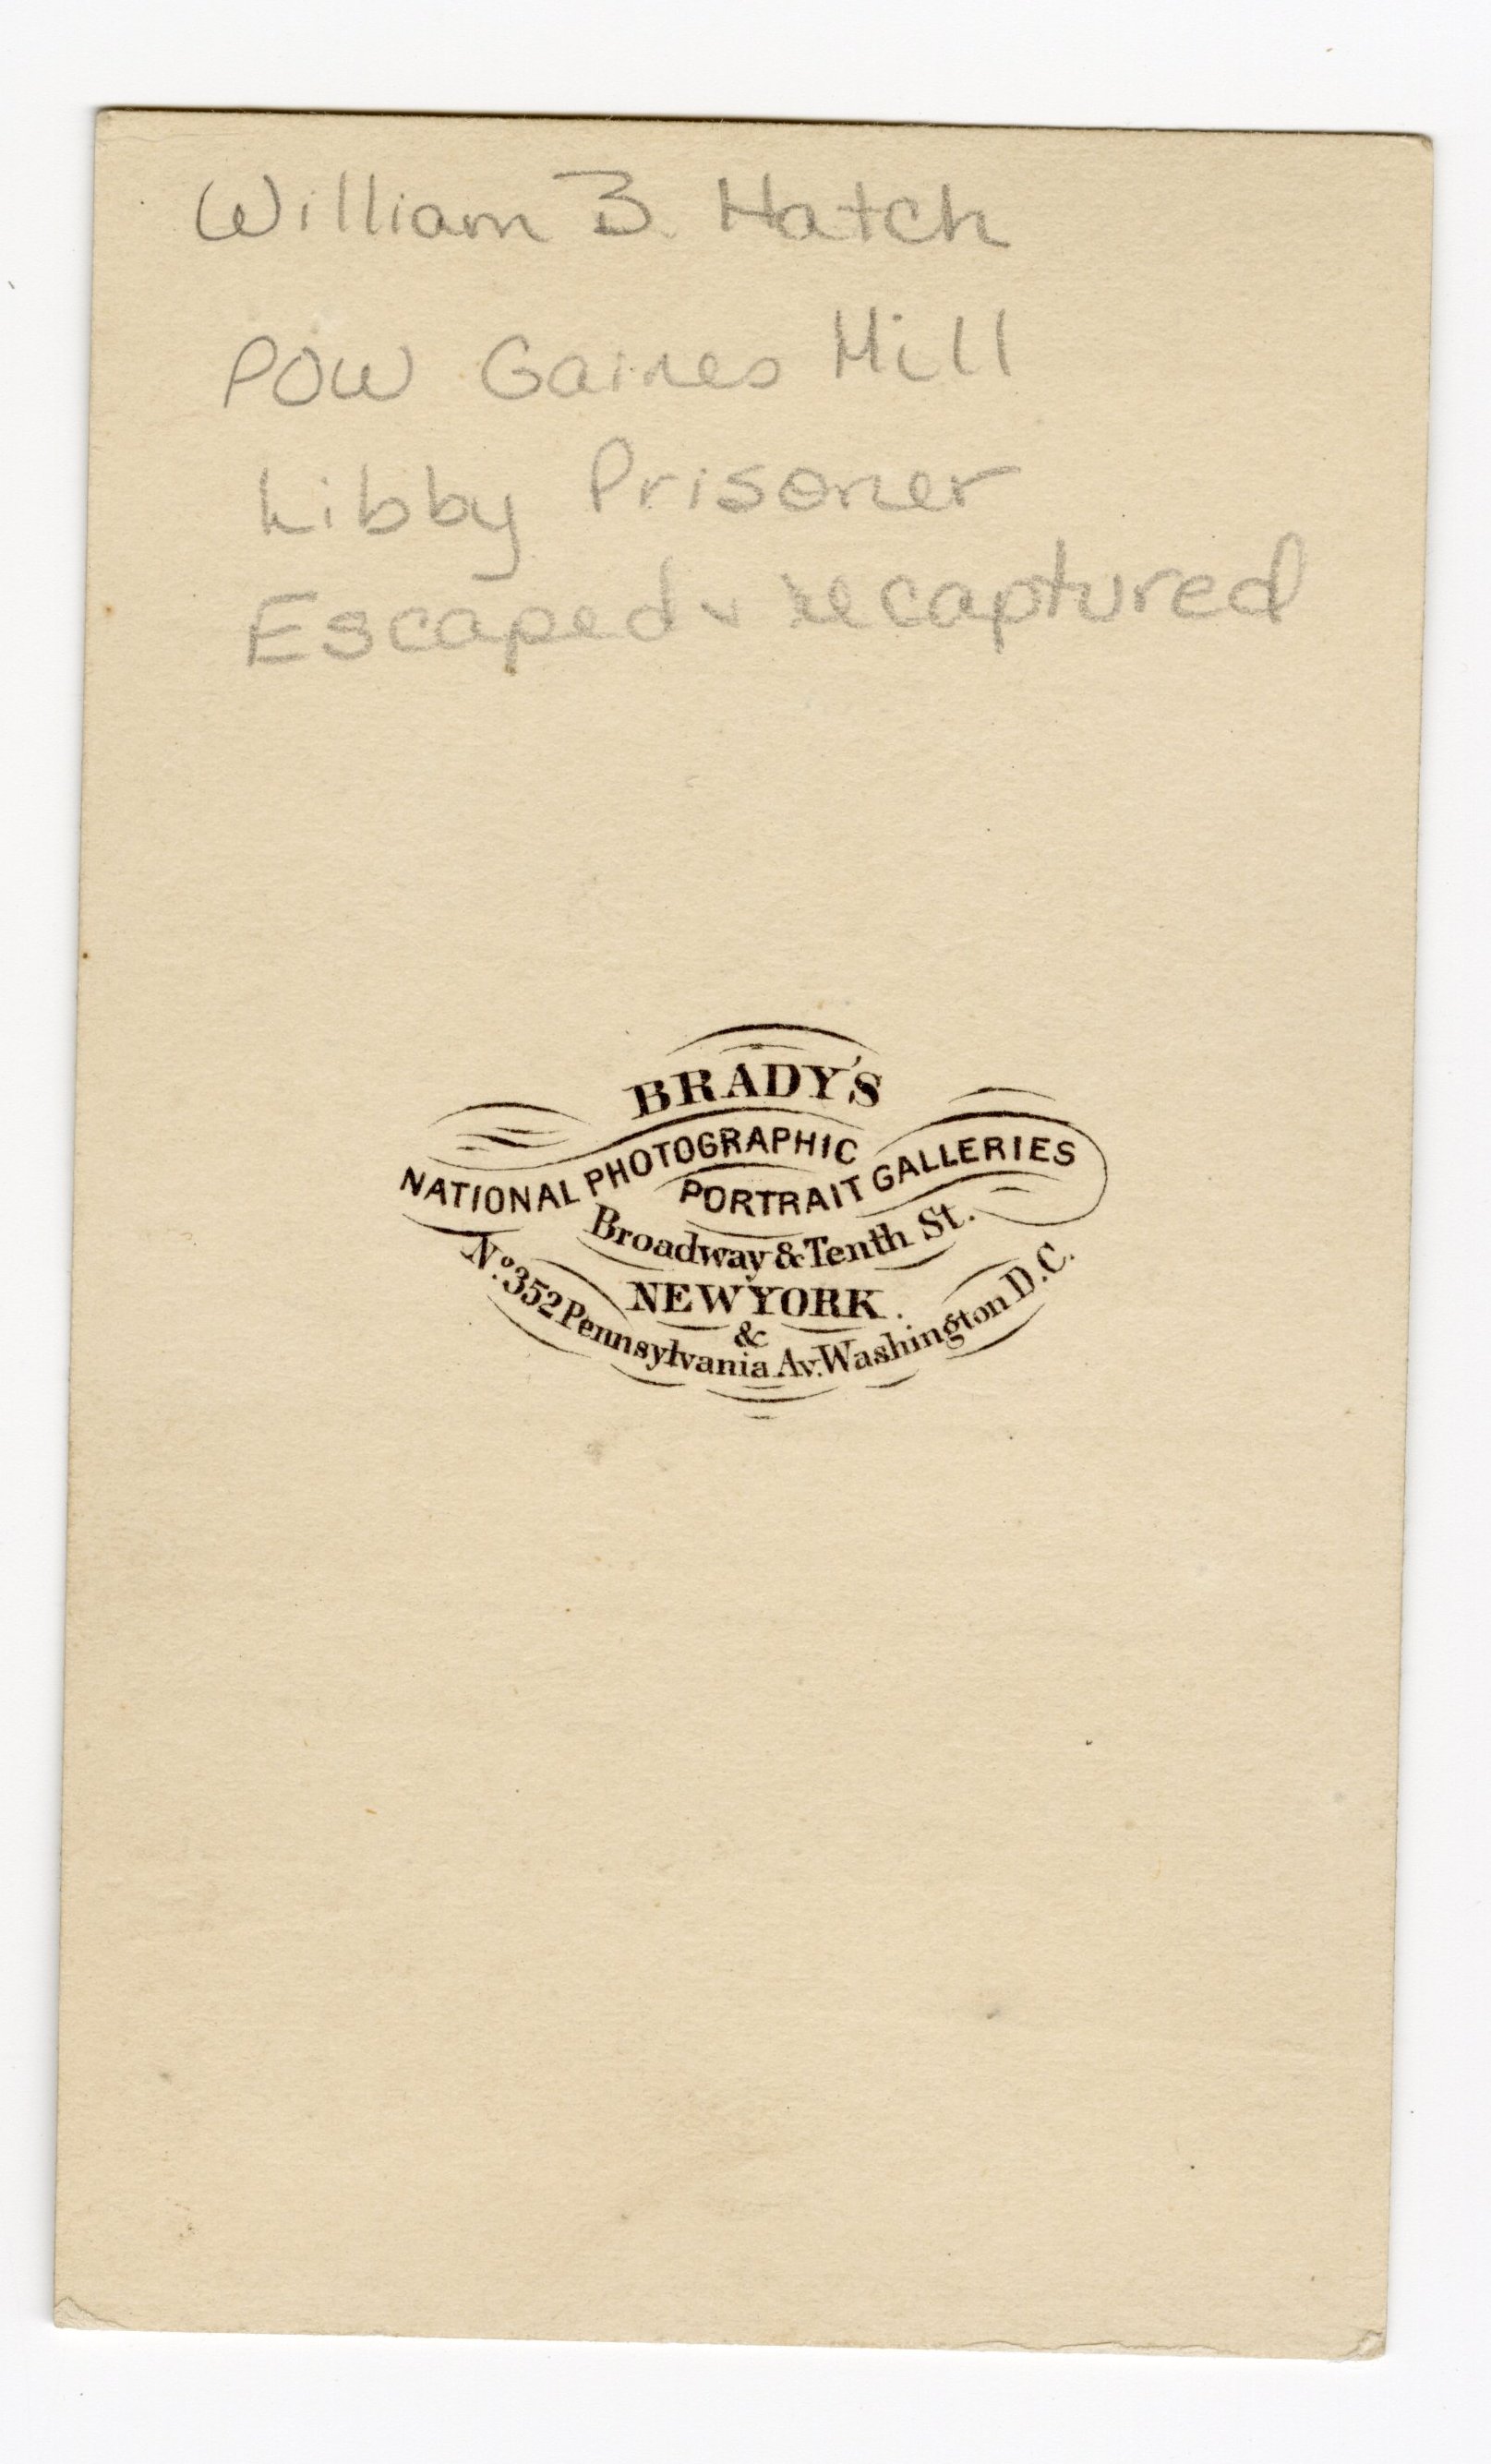 William B. Hatch
POW Gaines Mill
Libby Prisoner
Escaped & recaptured
BRADY'S
NATIONAL PHOTOGRAPHIC
PORTRAIT GALLERIES
Broadway & Tenth St.
NEW YORK.
&
No. 352 Pennsylvania Av. Washington D.C.